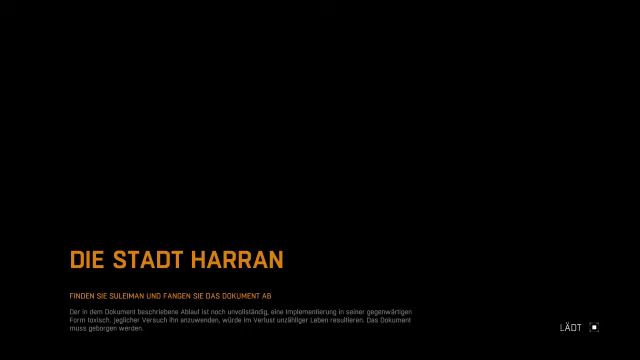 DIE STADT HARRAN
FINDEN SIE SULEIMAN UND FANGEN SIE DAS DOKUMENT AB
Der in dem Dokument beschriebene Ablauf ist noch unvollständig, eine Implementierung in seiner gegenwärtigen
Form toxisch. jeglicher Versuch ihn anzuwenden, würde im Verlust unzähliger Leben resultieren. Das Dokument
muss geborgen werden.
LÄDT